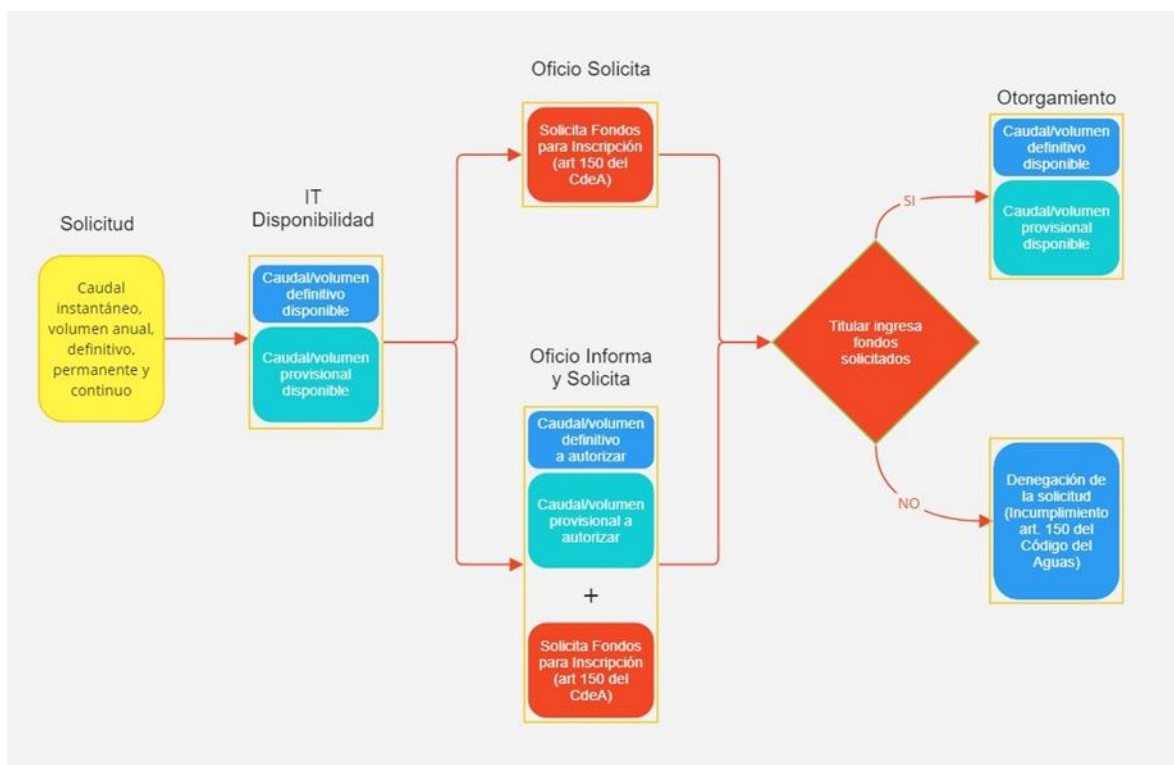 Solicitud
Caudal
instantáneo,
volumen anual,
definitivo,
permanente y
continuo
IT
Disponibilidad
Caudal/volumen
definitivo
disponible
Caudal/volumen
provisional
disponible
Oficio Solicita
Solicita Fondos
para Inscripción
(art 150 del
CdeA)
Oficio Informa
y Solicita
Caudal/volumen
definitivo
a autorizar
Caudal/volumen
provisional a
autorizar
+
Solicita Fondos
para Inscripción
(art 150 del
CdeA)
Titular ingresa
fondos
solicitados
SI
NO
Otorgamiento
Caudal/volumen
definitivo
disponible
Caudal/volumen
provisional
disponible
Denegación de
la solicitud
(Incumplimiento
art. 150 del
Código del
Aguas)